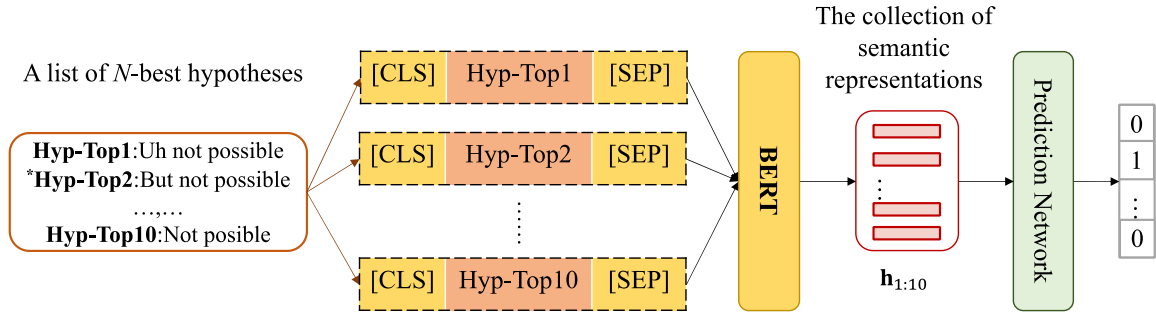 A list of N-best hypotheses
Hyp-Top1:Uh not possible
*Hyp-Top2:But not possible
...,...
Hyp-Top10:Not posible
[CLS] Hyp-Top1 [SEP]
[CLS] Hyp-Top2 [SEP]
......
[CLS] Hyp-Top10 [SEP]
BERT
The collection of
semantic
representations
...
h1:10
Prediction Network
0
1
...
0